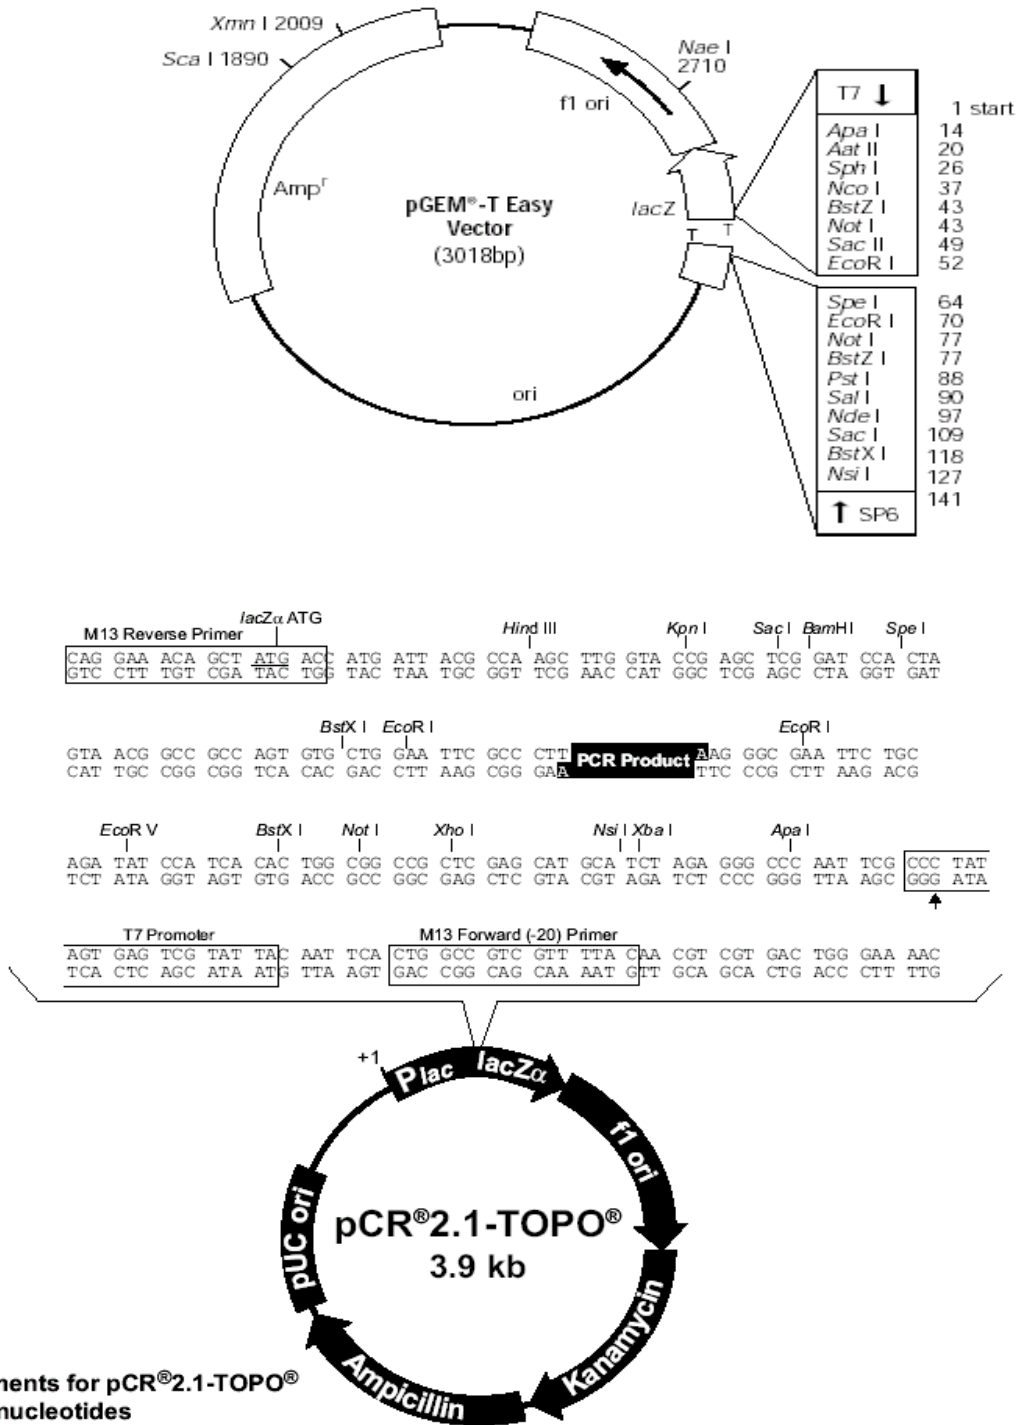 Xmn I 2009
Sca I 1890
Nae I
2710
f1 ori
Ampʳ
pGEM®-T Easy
Vector
(3018bp)
lacZ
T T
ori
T7 ↓
1 start
Apa I 14
Aat II 20
Sph I 26
Nco I 37
BstZ I 43
Not I 43
Sac II 49
EcoR I 52
Spe I 64
EcoR I 70
Not I 77
BstZ I 77
Pst I 88
Sal I 90
Nde I 97
Sac I 109
BstX I 118
Nsi I 127
141
↑ SP6
lacZα ATG
M13 Reverse Primer Hind III Kpn I Sac I BamH I Spe I
CAG GAA ACA GCT ATG ACC ATG ATT ACG CCA AGC TTG GTA CCG AGC TCG GAT CCA CTA
GTC CTT TGT CGA TAC TGG TAC TAA TGC GGT TCG AAC CAT GGC TCG AGC CTA GGT GAT
BstX I EcoR I EcoR I
GTA ACG GCC GCC AGT GTG CTG GAA TTC GCC CTT PCR Product AAG GGC GAA TTC TGC
CAT TGC CGG CGG TCA CAC GAC CTT AAG CGG GAA TTC CCG CTT AAG ACG
EcoR V BstX I Not I Xho I Nsi I Xba I Apa I
AGA TAT CCA TCA CAC TGG CGG CCG CTC GAG CAT GCA TCT AGA GGG CCC AAT TCG CCC TAT
TCT ATA GGT AGT GTG ACC GCC GGC GAG CTC GTA CGT AGA TCT CCC GGG TTA AGC GGG ATA
T7 Promoter M13 Forward (-20) Primer
AGT GAG TCG TAT TAC AAT TCA CTG GCC GTC GTT TTA CAA CGT CGT GAC TGG GAA AAC
TCA CTC AGC ATA ATG TTA AGT GAC CGG CAG CAA AAT GTT GCA GCA CTG ACC CTT TTG
+1
Plac lacZα
f1 ori
Kanamycin
Ampicillin
pUC ori
pCR®2.1-TOPO®
3.9 kb
ments for pCR®2.1-TOPO®
nucleotides